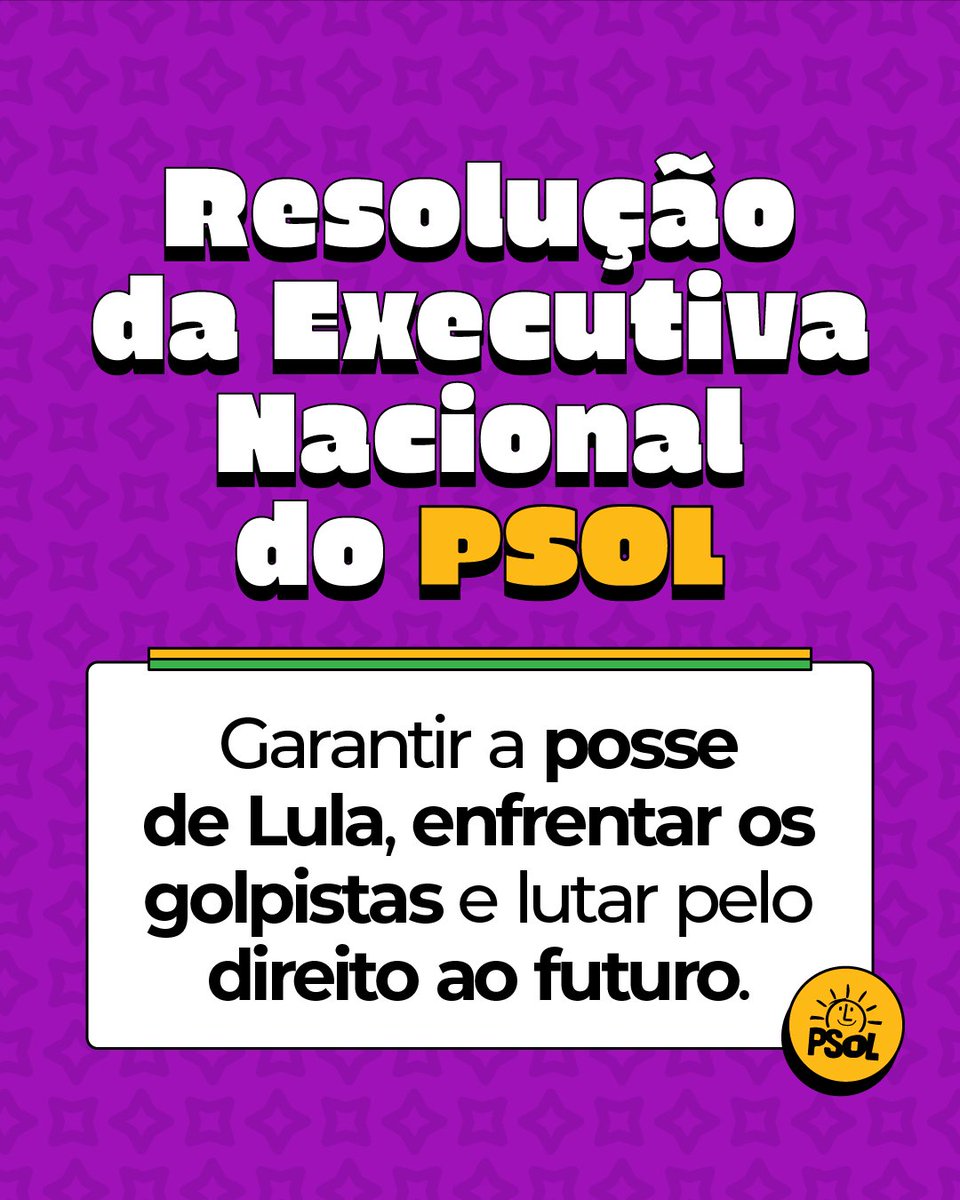 Resolução
da Executiva
Nacional
do PSOL
Garantir a posse
de Lula, enfrentar os
golpistas e lutar pelo
direito ao futuro.
PSOL